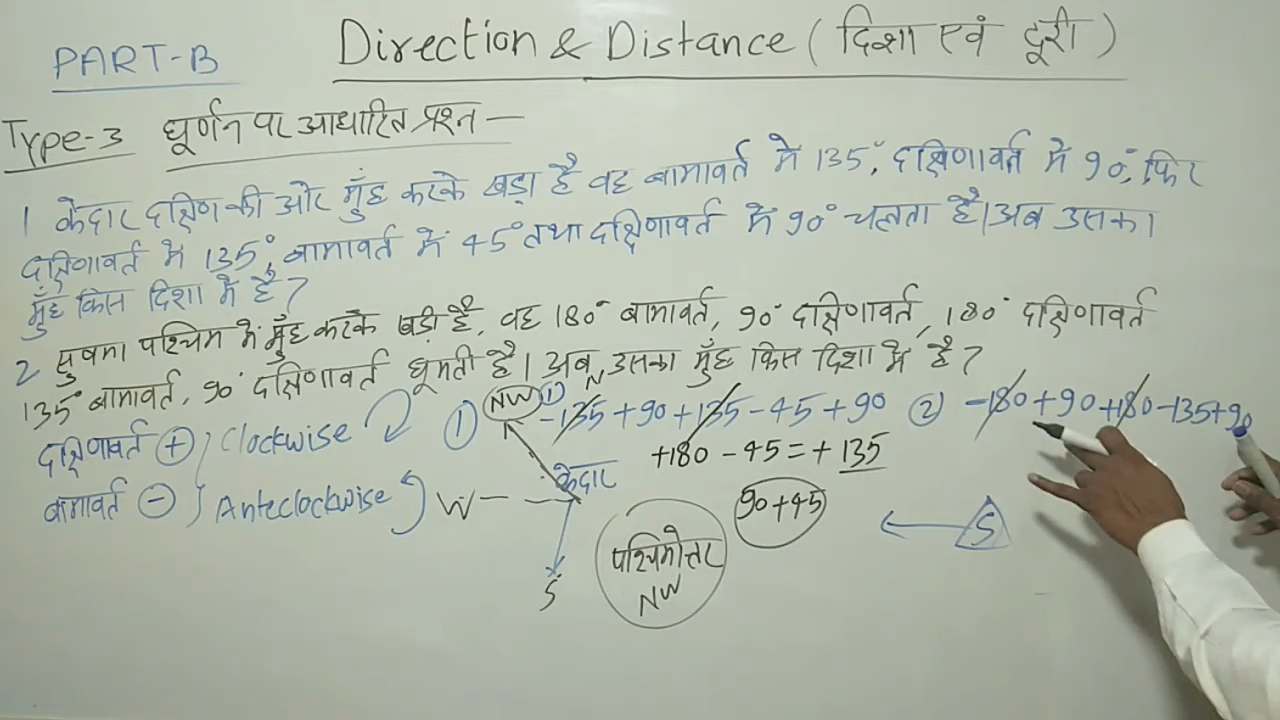 PART-B
Direction & Distance (दिशा एवं दूरी)
Type-3 घूर्णन पर आधारित प्रश्न —
1 केदार दक्षिण की ओर मुँह करके खड़ा है वह बामावर्त मे 135°, दक्षिणावर्त मे 90°, फिर
दक्षिणावर्त मे 135°, बामावर्त में 45° तथा दक्षिणावर्त में 90° चलता है। अब उसका
मुँह किस दिशा मे है?
2 सुषमा पश्चिम में मुँह करके खड़ी है, वह 180° बामावर्त, 90° दक्षिणावर्त, 180° दक्षिणावर्त
135° बामावर्त, 90° दक्षिणावर्त घूमती है। अब उसका मुँह किस दिशा में है?
दक्षिणावर्त (+) Clockwise
बामावर्त (-) Anteclockwise
NW
N
①
① -135 + 90 + 135 - 45 + 90
+180 - 45 = + 135
90+45
केदार
W
S
पश्चिमोत्तर
NW
② -180 + 90 + 180 - 135 + 90
S